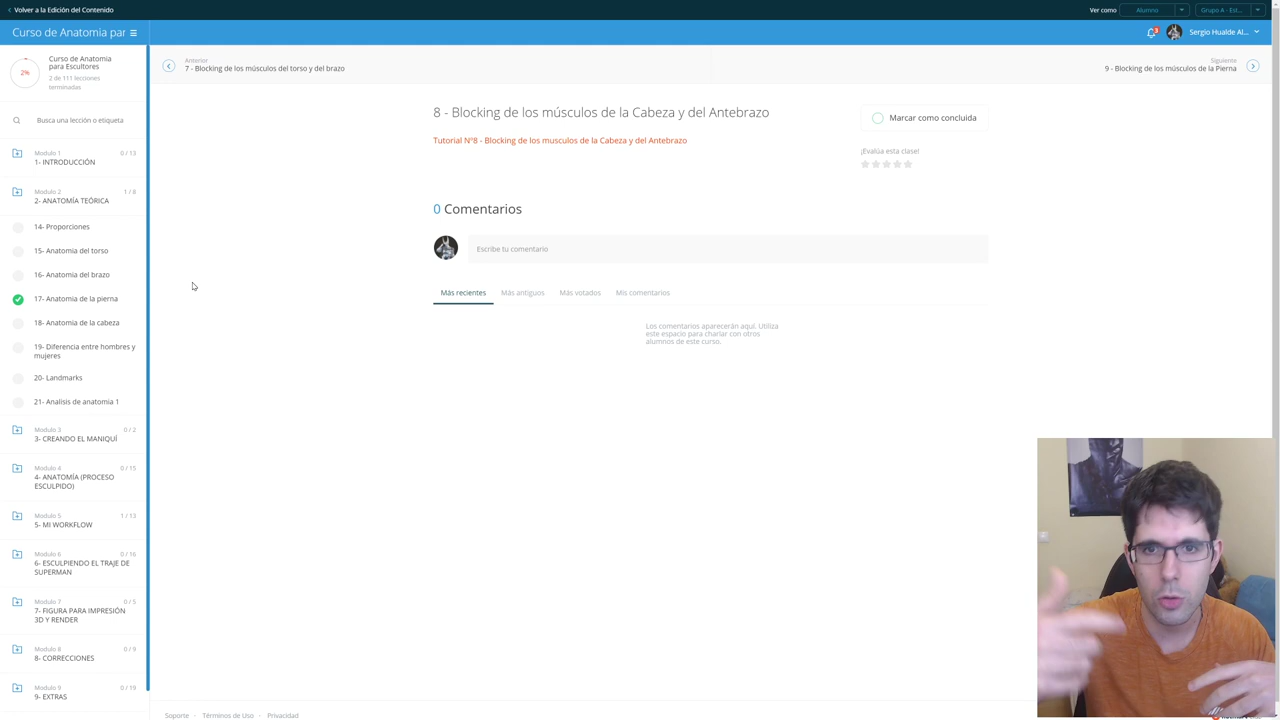 Volver a la Edición del Contenido
Ver como
Alumno
Grupo A - Est...
Curso de Anatomia par
3
Sergio Hualde Al...
2%
Curso de Anatomia
para Escultores
2 de 111 lecciones
terminadas
Anterior
7 - Blocking de los músculos del torso y del brazo
Siguiente
9 - Blocking de los músculos de la Pierna
Busca una lección o etiqueta
Modulo 1
0 / 13
1- INTRODUCCIÓN
Modulo 2
1 / 8
2- ANATOMÍA TEÓRICA
14- Proporciones
15- Anatomia del torso
16- Anatomia del brazo
17- Anatomia de la pierna
18- Anatomia de la cabeza
19- Diferencia entre hombres y
mujeres
20- Landmarks
21- Analisis de anatomia 1
Modulo 3
0 / 2
3- CREANDO EL MANIQUÍ
Modulo 4
0 / 15
4- ANATOMÍA (PROCESO
ESCULPIDO)
Modulo 5
1 / 13
5- MI WORKFLOW
Modulo 6
0 / 16
6- ESCULPIENDO EL TRAJE DE
SUPERMAN
Modulo 7
0 / 5
7- FIGURA PARA IMPRESIÓN
3D Y RENDER
Modulo 8
0 / 9
8- CORRECCIONES
Modulo 9
0 / 19
9- EXTRAS
8 - Blocking de los músculos de la Cabeza y del Antebrazo
Tutorial Nº8 - Blocking de los musculos de la Cabeza y del Antebrazo
Marcar como concluida
¡Evalúa esta clase!
0 Comentarios
Escribe tu comentario
Más recientes
Más antiguos
Más votados
Mis comentarios
Los comentarios aparecerán aquí. Utiliza
este espacio para charlar con otros
alumnos de este curso.
Soporte
Términos de Uso
Privacidad